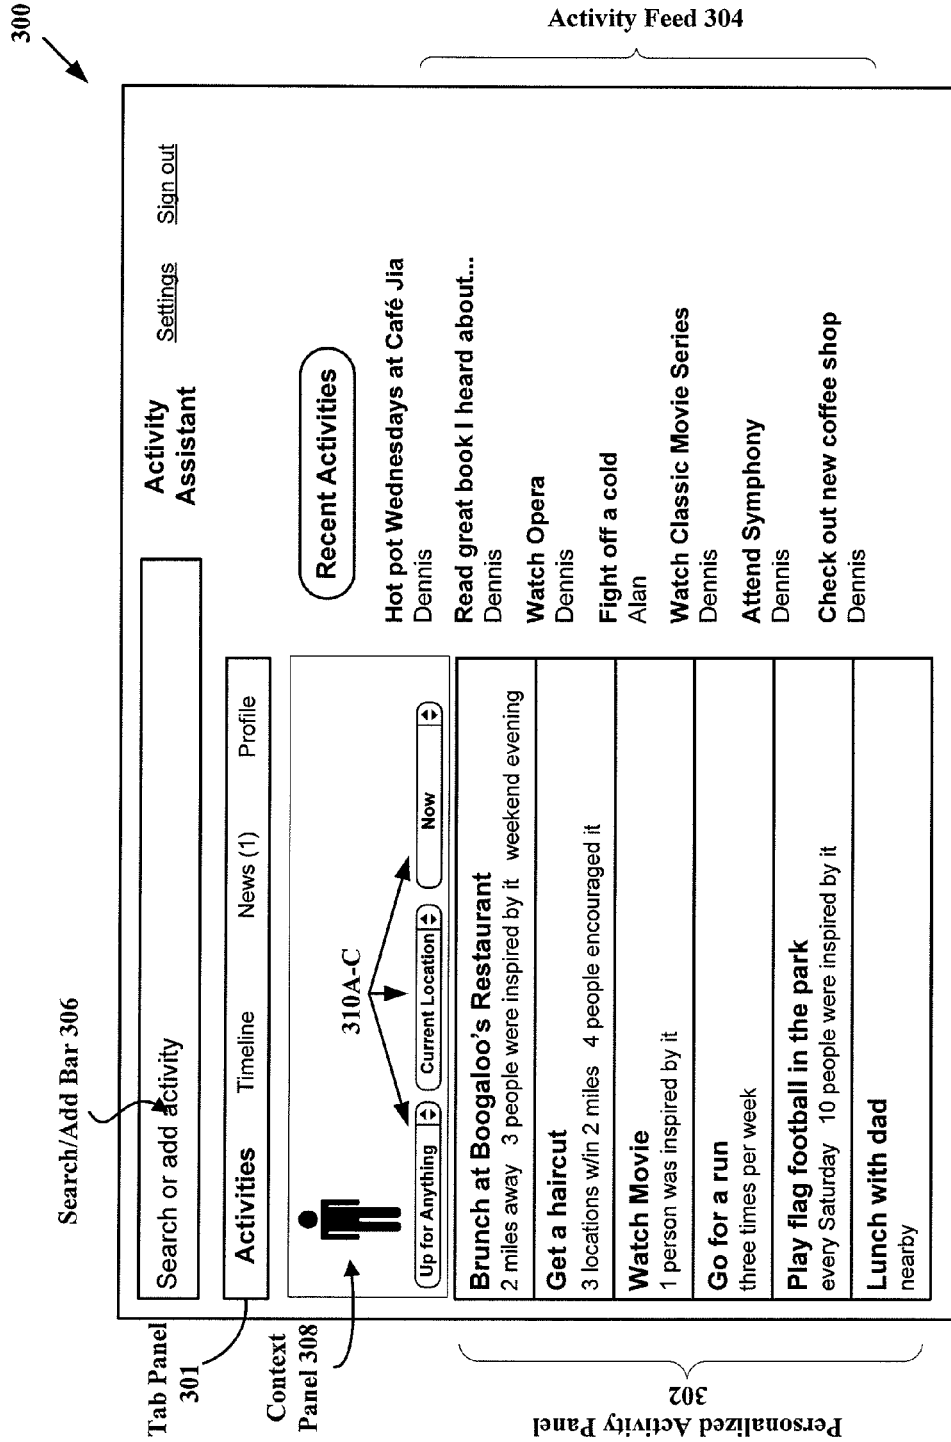 300
Search/Add Bar 306
Search or add activity
Activity
Assistant
Settings
Sign out
Tab Panel
301
Activities
Timeline
News (1)
Profile
Context
Panel 308
310A-C
Up for Anything
Current Location
Now
Personalized Activity Panel
302
Brunch at Boogaloo's Restaurant
2 miles away 3 people were inspired by it weekend evening
Get a haircut
3 locations w/in 2 miles 4 people encouraged it
Watch Movie
1 person was inspired by it
Go for a run
three times per week
Play flag football in the park
every Saturday 10 people were inspired by it
Lunch with dad
nearby
Recent Activities
Hot pot Wednesdays at Café Jia
Dennis
Read great book I heard about...
Dennis
Watch Opera
Dennis
Fight off a cold
Alan
Watch Classic Movie Series
Dennis
Attend Symphony
Dennis
Check out new coffee shop
Dennis
Activity Feed 304